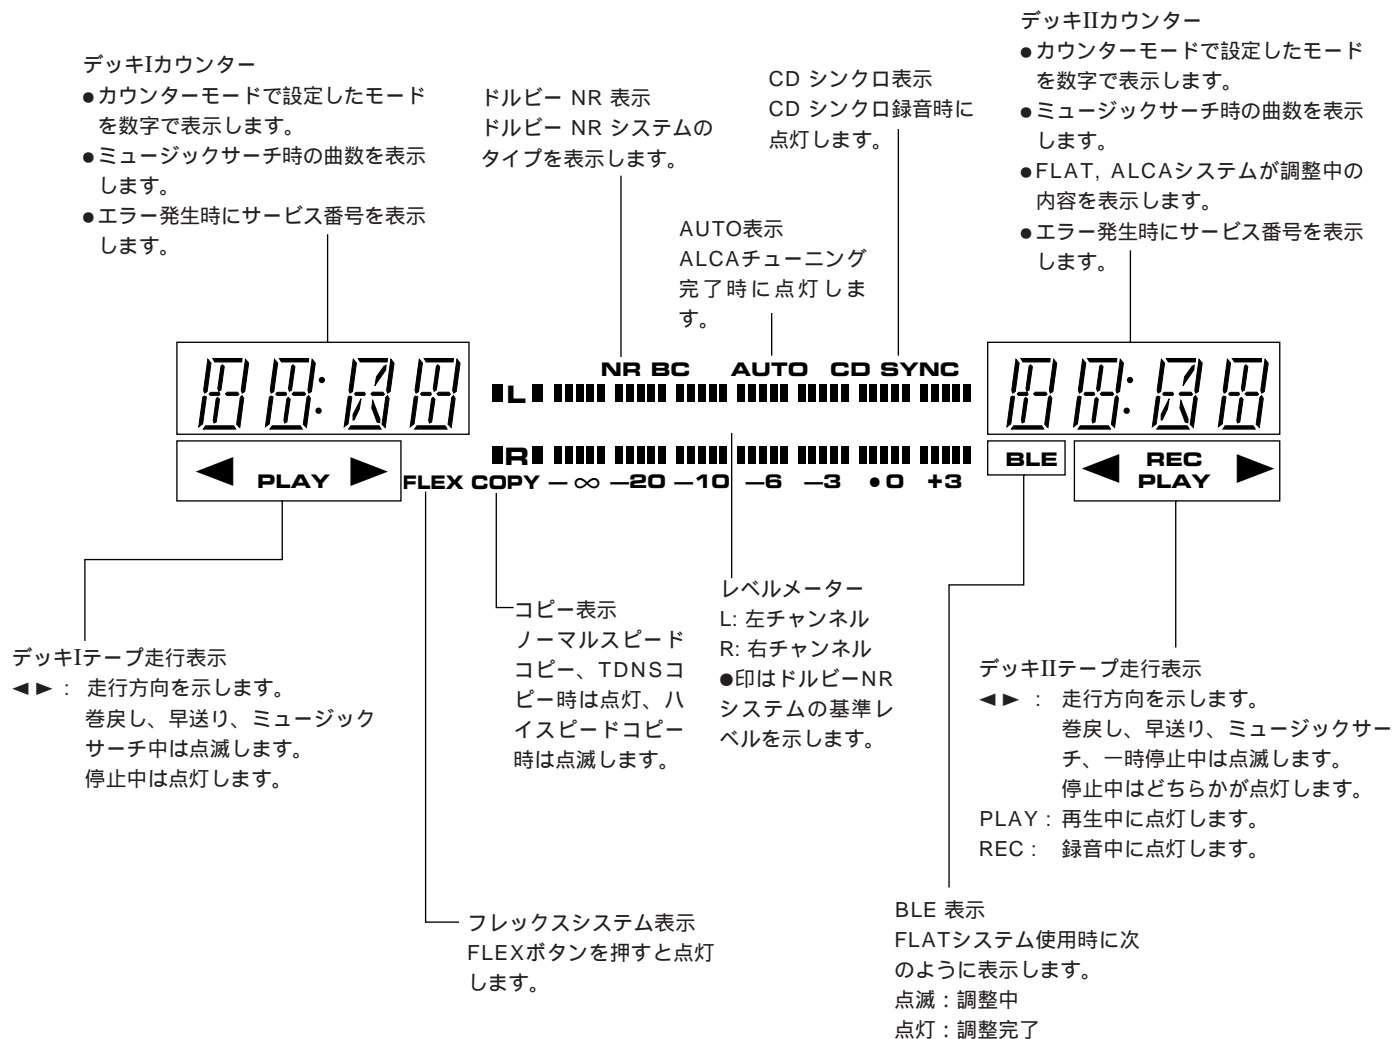 デッキIカウンター
●カウンターモードで設定したモード
を数字で表示します。
●ミュージックサーチ時の曲数を表示
します。
●エラー発生時にサービス番号を表示
します。
ドルビー NR 表示
ドルビー NR システムの
タイプを表示します。
CD シンクロ表示
CD シンクロ録音時に
点灯します。
AUTO表示
ALCAチューニング
完了時に点灯しま
す。
デッキIIカウンター
●カウンターモードで設定したモード
を数字で表示します。
●ミュージックサーチ時の曲数を表示
します。
●FLAT, ALCAシステムが調整中の
内容を表示します。
●エラー発生時にサービス番号を表示
します。
NR BC AUTO CD SYNC
L
R
◀ PLAY ▶
FLEX COPY –∞ –20 –10 –6 –3 ●0 +3
BLE
◀ REC ▶
PLAY
デッキIテープ走行表示
◀▶： 走行方向を示します。
巻戻し、早送り、ミュージック
サーチ中は点滅します。
停止中は点灯します。
コピー表示
ノーマルスピード
コピー、TDNSコ
ピー時は点灯、ハ
イスピードコピー
時は点滅します。
レベルメーター
L: 左チャンネル
R: 右チャンネル
●印はドルビーNR
システムの基準レ
ベルを示します。
デッキIIテープ走行表示
◀▶： 走行方向を示します。
巻戻し、早送り、ミュージックサー
チ、一時停止中は点滅します。
停止中はどちらかが点灯します。
PLAY：再生中に点灯します。
REC： 録音中に点灯します。
フレックスシステム表示
FLEXボタンを押すと点灯
します。
BLE 表示
FLATシステム使用時に次
のように表示します。
点滅：調整中
点灯：調整完了